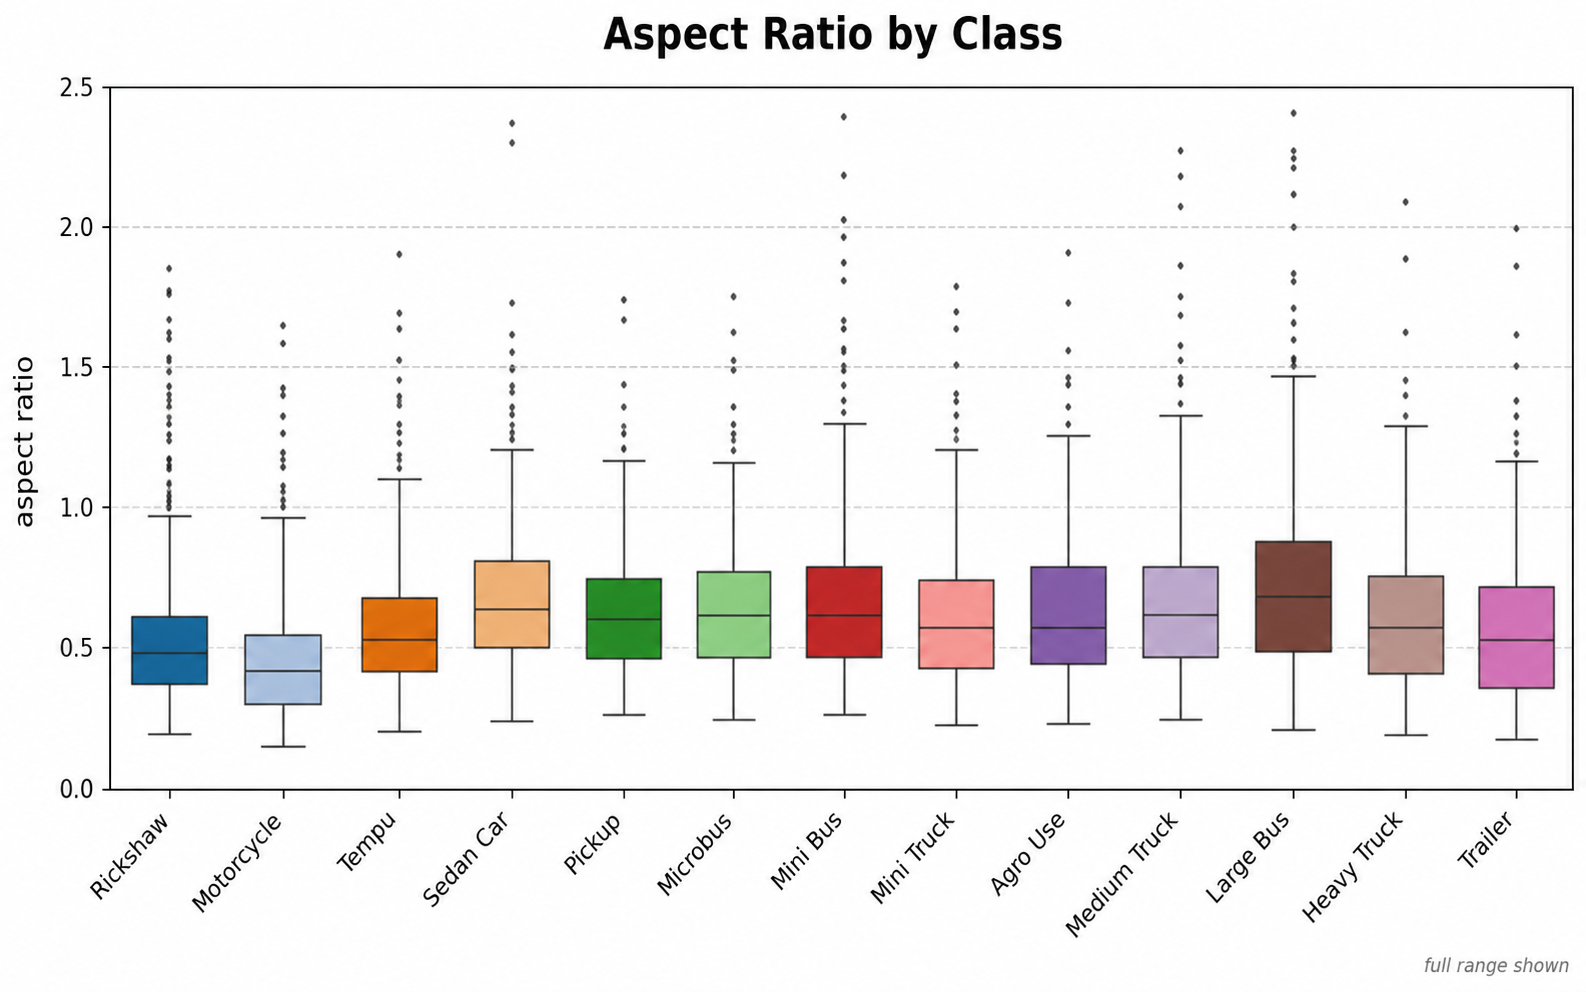 Aspect Ratio by Class
aspect ratio
2.5
2.0
1.5
1.0
0.5
0.0
Rickshaw
Motorcycle
Tempu
Sedan Car
Pickup
Microbus
Mini Bus
Mini Truck
Agro Use
Medium Truck
Large Bus
Heavy Truck
Trailer
full range shown